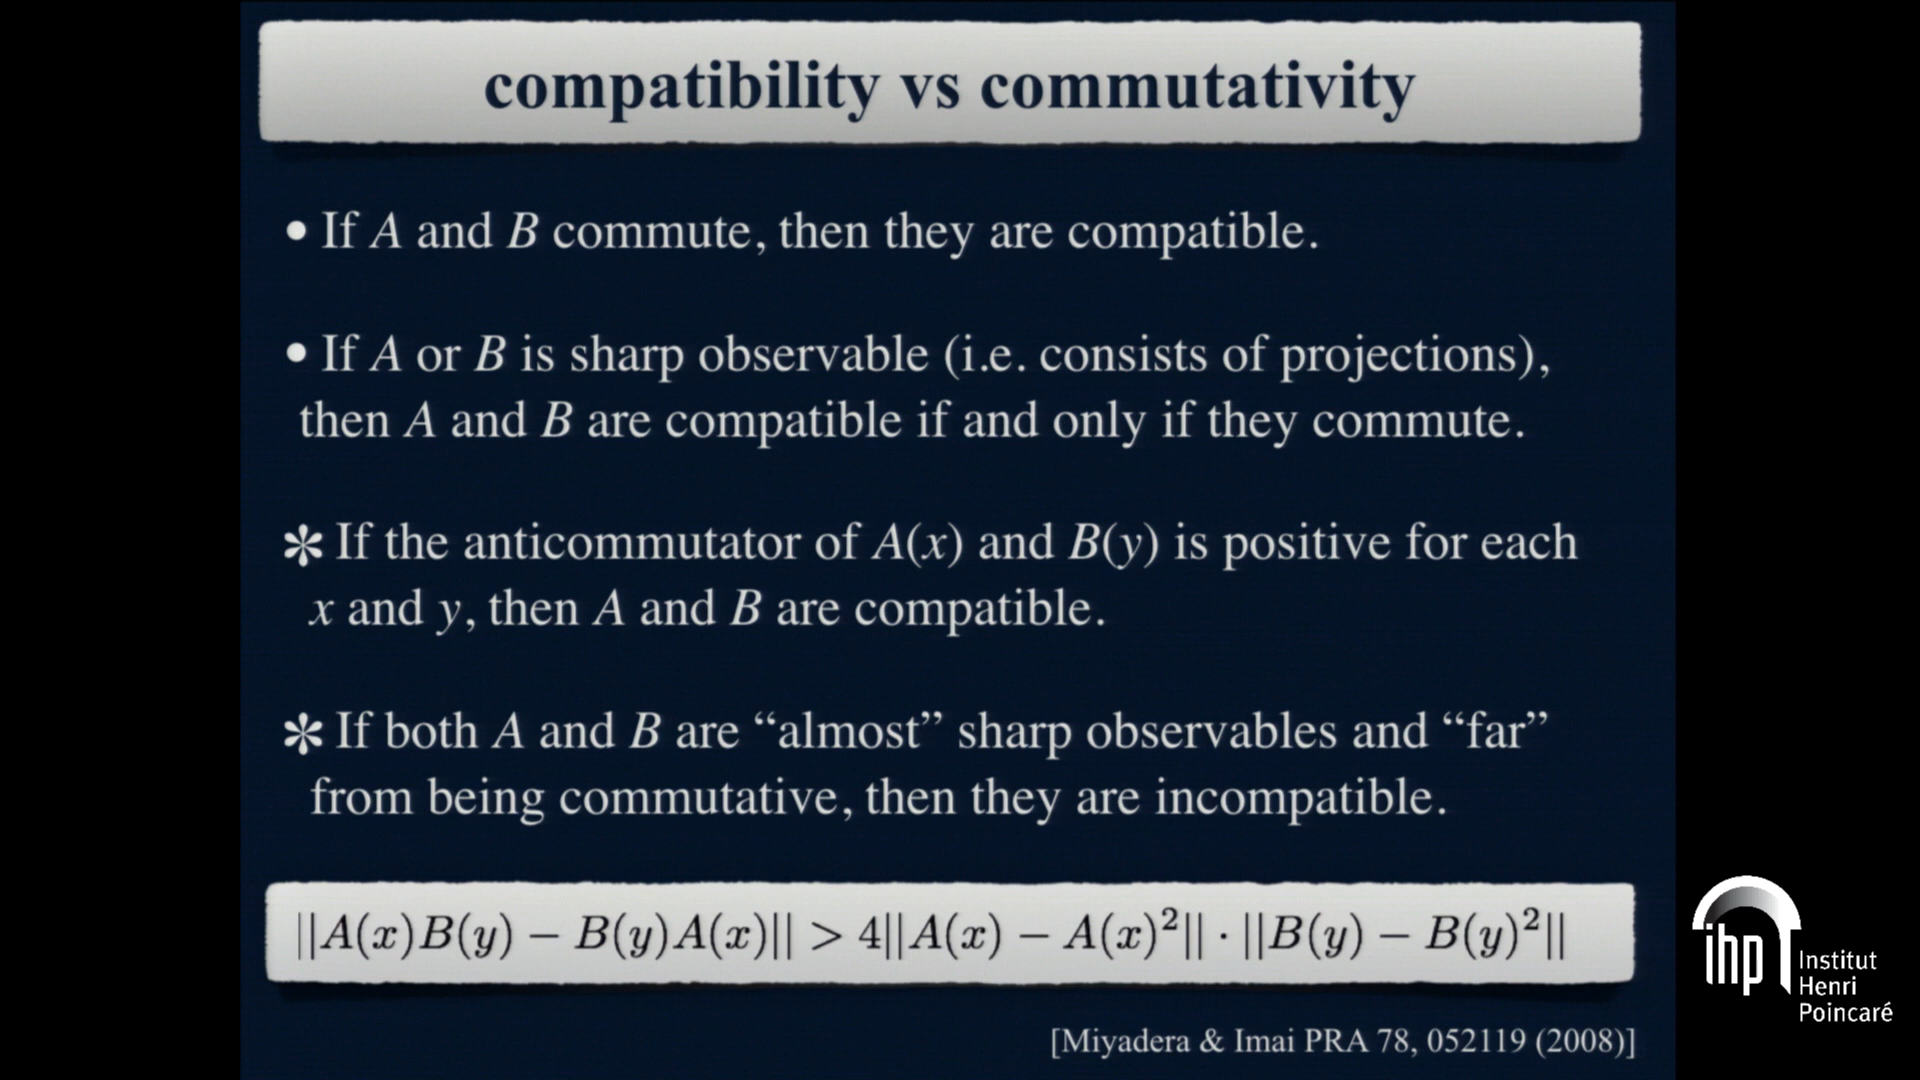 compatibility vs commutativity
• If A and B commute, then they are compatible.
• If A or B is sharp observable (i.e. consists of projections),
then A and B are compatible if and only if they commute.
✻ If the anticommutator of A(x) and B(y) is positive for each
x and y, then A and B are compatible.
✻ If both A and B are “almost” sharp observables and “far”
from being commutative, then they are incompatible.
||A(x)B(y) − B(y)A(x)|| > 4||A(x) − A(x)²|| · ||B(y) − B(y)²||
[Miyadera & Imai PRA 78, 052119 (2008)]
ihp
Institut
Henri
Poincaré